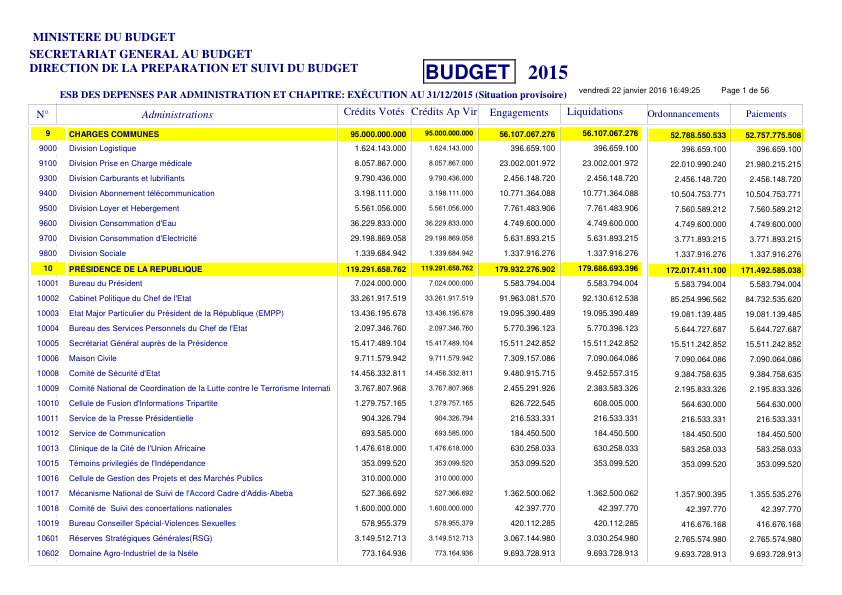 MINISTERE DU BUDGET
SECRETARIAT GENERAL AU BUDGET
DIRECTION DE LA PREPARATION ET SUIVI DU BUDGET
BUDGET 2015
ESB DES DEPENSES PAR ADMINISTRATION ET CHAPITRE: EXÉCUTION AU 31/12/2015 (Situation provisoire) vendredi 22 janvier 2016 16:49:25 Page 1 de 56
N° Administrations Crédits Votés Crédits Ap Vir Engagements Liquidations Ordonnancements Paiements
9 CHARGES COMMUNES 95.000.000.000 95.000.000.000 56.107.067.276 56.107.067.276 52.788.550.533 52.757.775.508
9000 Division Logistique 1.624.143.000 1.624.143.000 396.659.100 396.659.100 396.659.100 396.659.100
9100 Division Prise en Charge médicale 8.057.867.000 8.057.867.000 23.002.001.972 23.002.001.972 22.010.990.240 21.980.215.215
9300 Division Carburants et lubrifiants 9.790.436.000 9.790.436.000 2.456.148.720 2.456.148.720 2.456.148.720 2.456.148.720
9400 Division Abonnement télécommunication 3.198.111.000 3.198.111.000 10.771.364.088 10.771.364.088 10.504.753.771 10.504.753.771
9500 Division Loyer et Hebergement 5.561.056.000 5.561.056.000 7.761.483.906 7.761.483.906 7.560.589.212 7.560.589.212
9600 Division Consommation d'Eau 36.229.833.000 36.229.833.000 4.749.600.000 4.749.600.000 4.749.600.000 4.749.600.000
9700 Division Consommation d'Electricité 29.198.869.058 29.198.869.058 5.631.893.215 5.631.893.215 3.771.893.215 3.771.893.215
9800 Division Sociale 1.339.684.942 1.339.684.942 1.337.916.276 1.337.916.276 1.337.916.276 1.337.916.276
10 PRÉSIDENCE DE LA REPUBLIQUE 119.291.658.762 119.291.658.762 179.932.276.902 179.686.693.396 172.017.411.100 171.492.585.038
10001 Bureau du Président 7.024.000.000 7.024.000.000 5.583.794.004 5.583.794.004 5.583.794.004 5.583.794.004
10002 Cabinet Politique du Chef de l'Etat 33.261.917.519 33.261.917.519 91.963.081.570 92.130.612.538 85.254.996.562 84.732.535.620
10003 Etat Major Particulier du Président de la République (EMPP) 13.436.195.678 13.436.195.678 19.095.390.489 19.095.390.489 19.081.139.485 19.081.139.485
10004 Bureau des Services Personnels du Chef de l'Etat 2.097.346.760 2.097.346.760 5.770.396.123 5.770.396.123 5.644.727.687 5.644.727.687
10005 Secrétariat Général auprès de la Présidence 15.417.489.104 15.417.489.104 15.511.242.852 15.511.242.852 15.511.242.852 15.511.242.852
10006 Maison Civile 9.711.579.942 9.711.579.942 7.309.157.086 7.090.064.086 7.090.064.086 7.090.064.086
10008 Comité de Sécurité d'Etat 14.456.332.811 14.456.332.811 9.480.915.715 9.452.557.315 9.384.758.635 9.384.758.635
10009 Comité National de Coordination de la Lutte contre le Terrorisme Internati 3.767.807.968 3.767.807.968 2.455.291.926 2.383.583.326 2.195.833.326 2.195.833.326
10010 Cellule de Fusion d'Informations Tripartite 1.279.757.165 1.279.757.165 626.722.545 608.005.000 564.630.000 564.630.000
10011 Service de la Presse Présidentielle 904.326.794 904.326.794 216.533.331 216.533.331 216.533.331 216.533.331
10012 Service de Communication 693.585.000 693.585.000 184.450.500 184.450.500 184.450.500 184.450.500
10013 Clinique de la Cité de l'Union Africaine 1.476.618.000 1.476.618.000 630.258.033 630.258.033 583.258.033 583.258.033
10015 Témoins privilegiés de l'Indépendance 353.099.520 353.099.520 353.099.520 353.099.520 353.099.520 353.099.520
10016 Cellule de Gestion des Projets et des Marchés Publics 310.000.000 310.000.000
10017 Mécanisme National de Suivi de l'Accord Cadre d'Addis-Abeba 527.366.692 527.366.692 1.362.500.062 1.362.500.062 1.357.900.395 1.355.535.276
10018 Comité de Suivi des concertations nationales 1.600.000.000 1.600.000.000 42.397.770 42.397.770 42.397.770 42.397.770
10019 Bureau Conseiller Spécial-Violences Sexuelles 578.955.379 578.955.379 420.112.285 420.112.285 416.676.168 416.676.168
10601 Réserves Stratégiques Générales(RSG) 3.149.512.713 3.149.512.713 3.067.144.980 3.030.254.980 2.765.574.980 2.765.574.980
10602 Domaine Agro-Industriel de la Nsélé 773.164.936 773.164.936 9.693.728.913 9.693.728.913 9.693.728.913 9.693.728.913